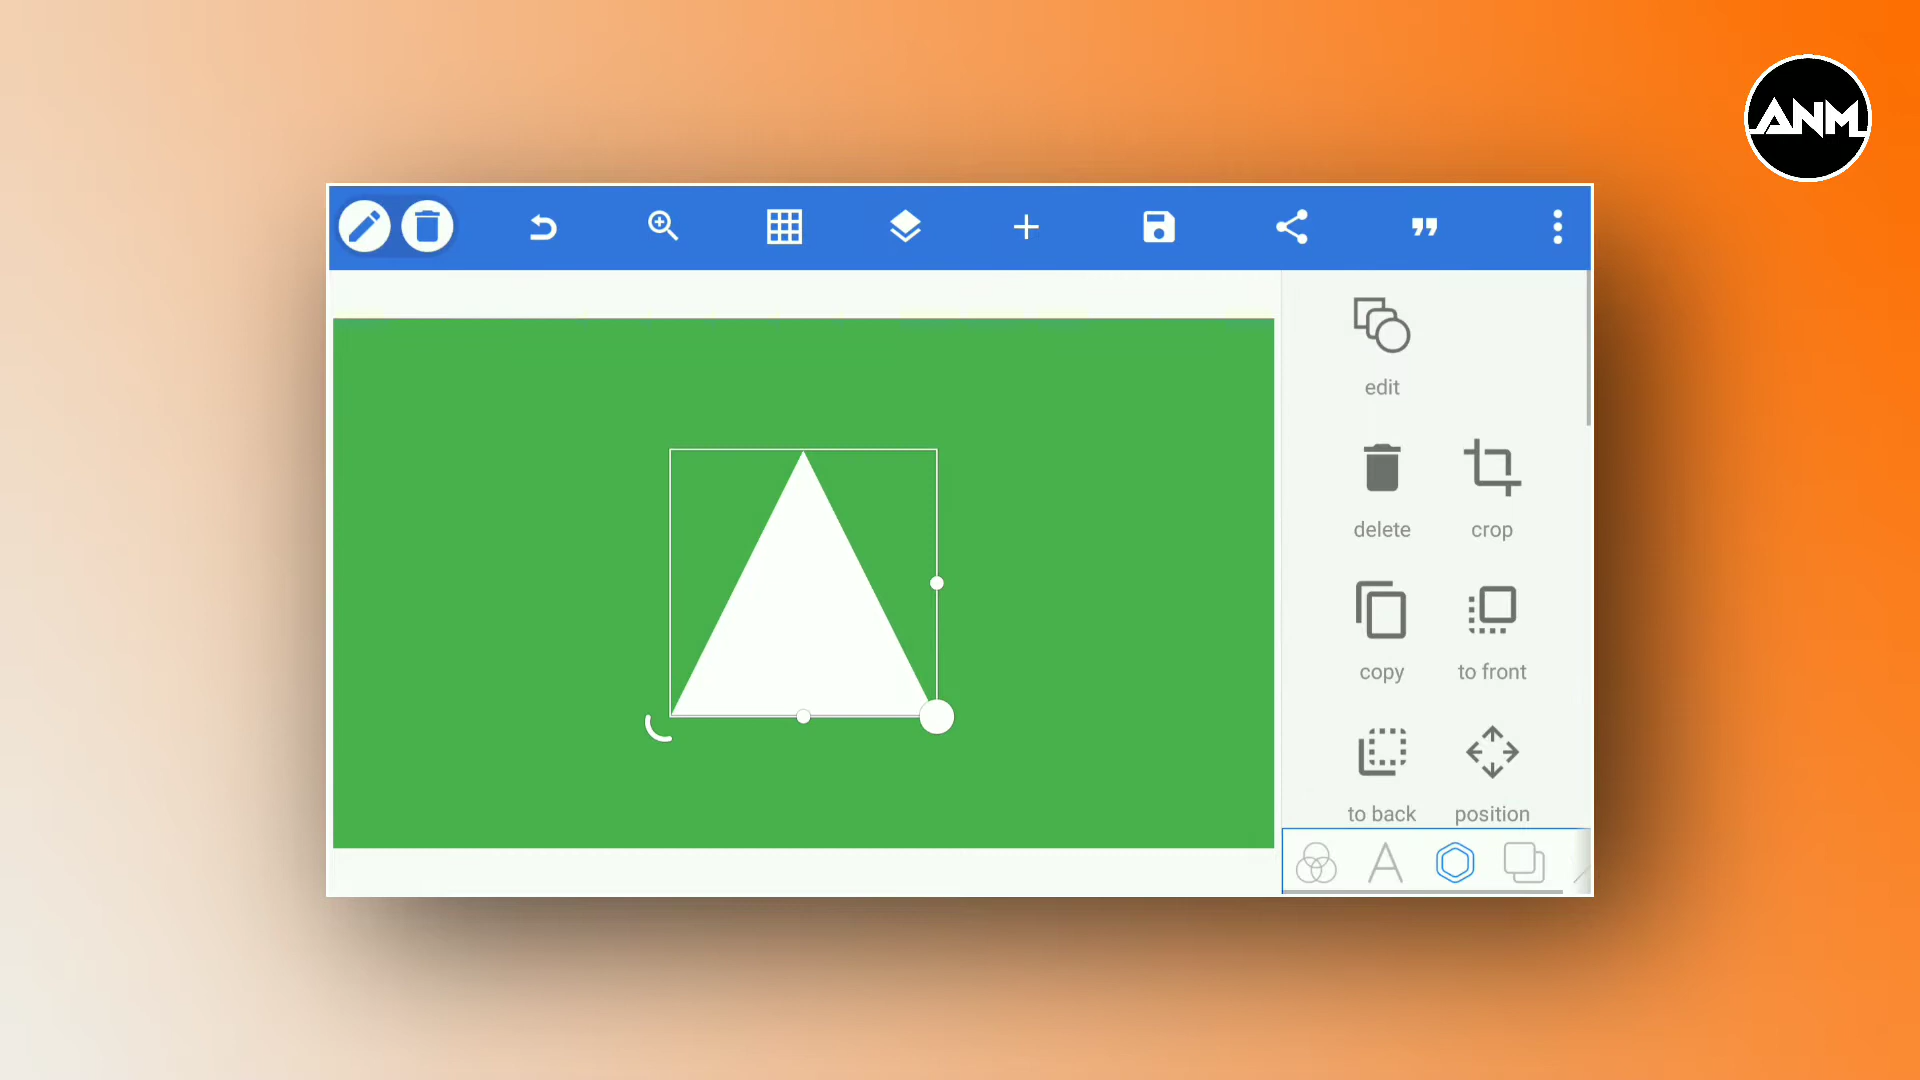 ANM
edit
delete
crop
copy
to front
to back
position
A